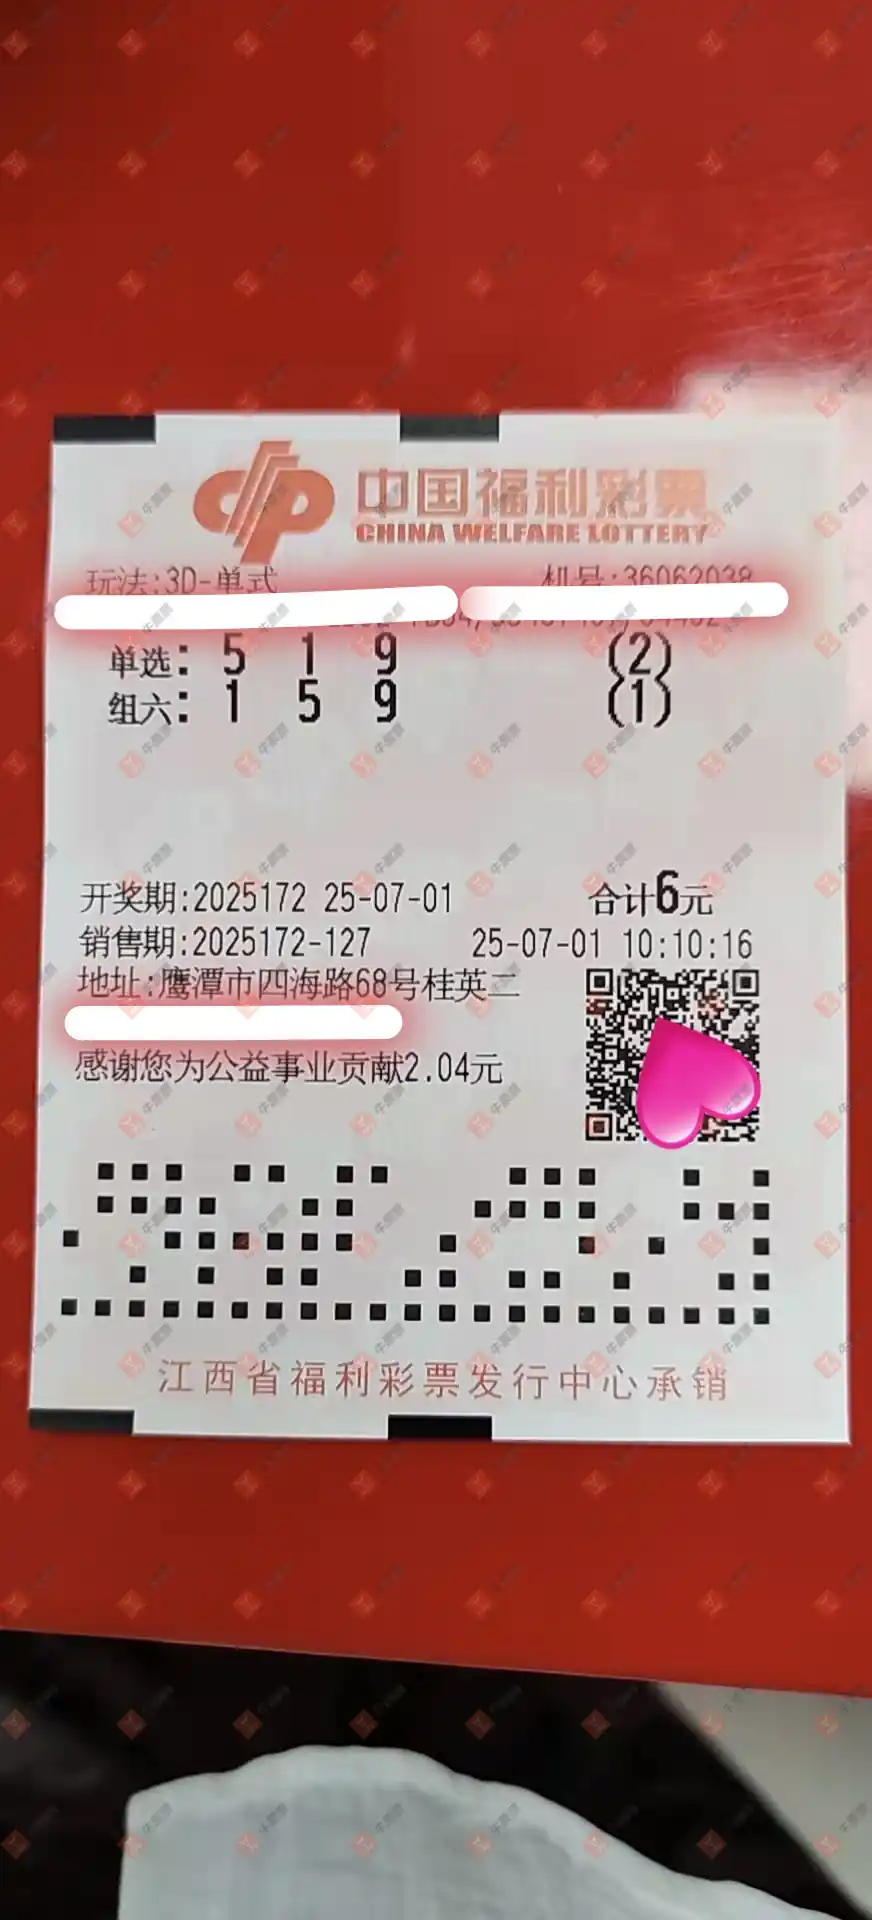 中国福利彩票
CHINA WELFARE LOTTERY
玩法:3D-单式 机号:36062038
单选: 5 1 9 (2)
组六: 1 5 9 (1)
开奖期:2025172 25-07-01 合计6元
销售期:2025172-127 25-07-01 10:10:16
地址:鹰潭市四海路68号桂英二
感谢您为公益事业贡献2.04元
江西省福利彩票发行中心承销